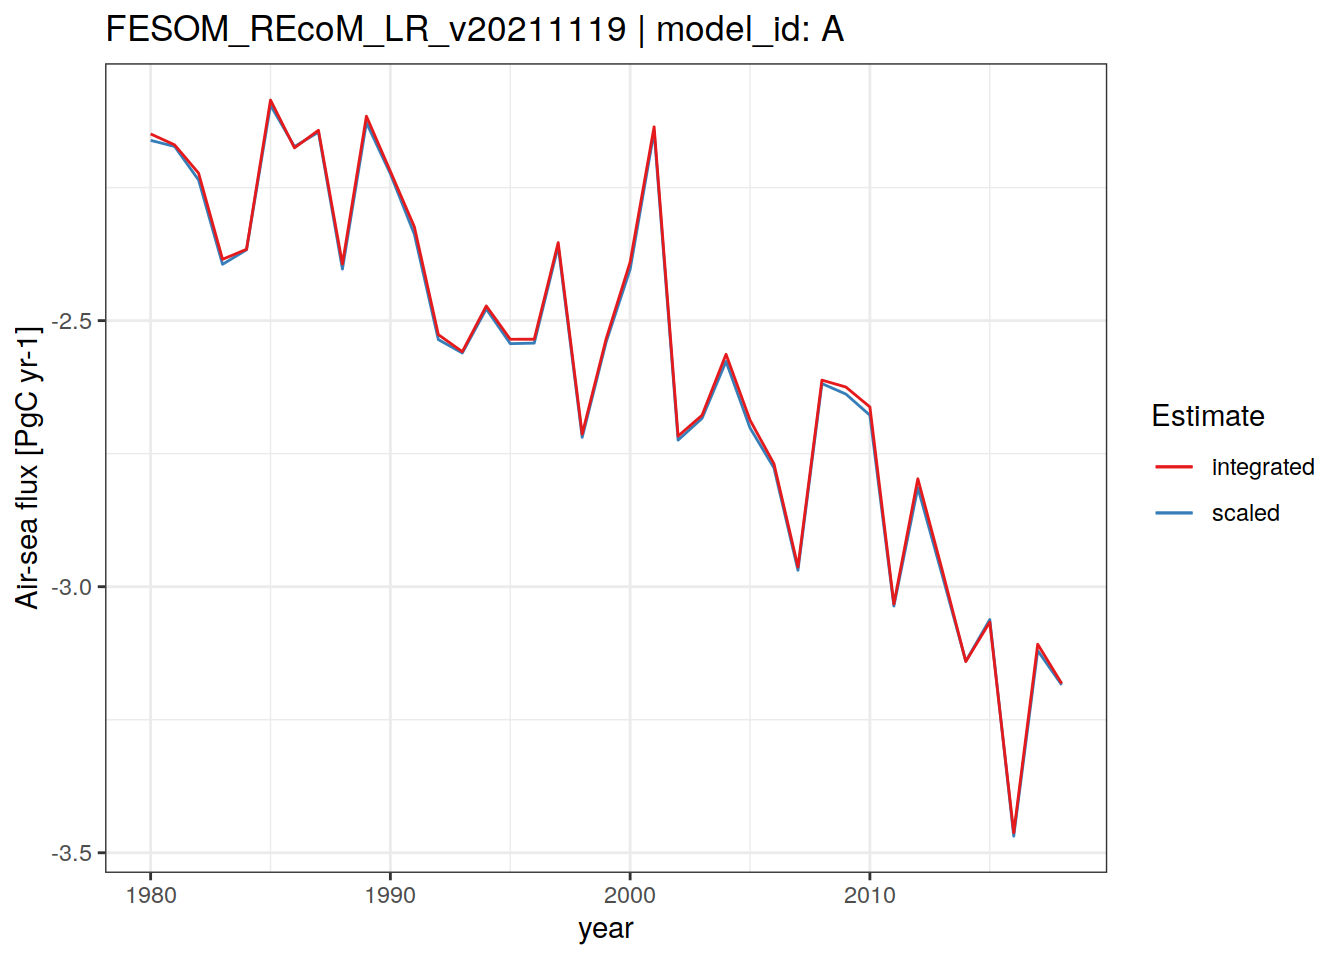 FESOM_REcoM_LR_v20211119 | model_id: A
Air-sea flux [PgC yr-1]
-2.5
-3.0
-3.5
1980
1990
2000
2010
year
Estimate
integrated
scaled